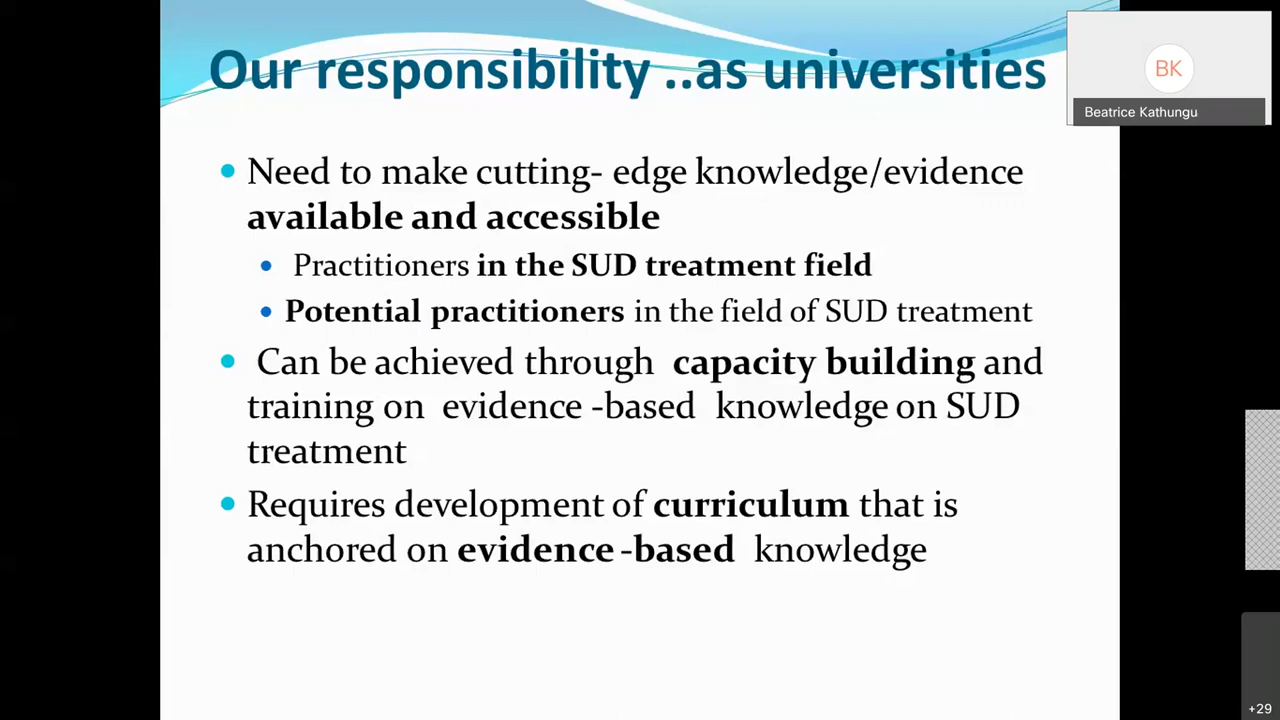 Our responsibility ..as universities
BK
Beatrice Kathungu
• Need to make cutting- edge knowledge/evidence
available and accessible
• Practitioners in the SUD treatment field
• Potential practitioners in the field of SUD treatment
• Can be achieved through capacity building and
training on evidence -based knowledge on SUD
treatment
• Requires development of curriculum that is
anchored on evidence -based knowledge
+29